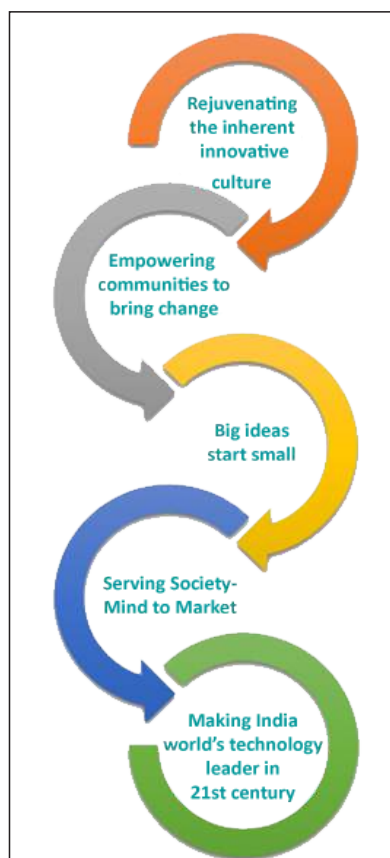 Rejuvenating
the inherent
innovative
culture
Empowering
communities to
bring change
Big ideas
start small
Serving Society-
Mind to Market
Making India
world's technology
leader in
21st century